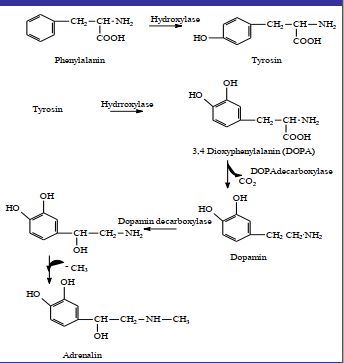 CH₂–CH-NH₂
COOH
Phenylalanin
Hydroxylase
HO
CH₂–CH–NH₂
COOH
Tyrosin
Tyrosin
Hydrroxylase
OH
HO
CH₂–CH-NH₂
COOH
3,4 Dioxyphenylalanin (DOPA)
DOPAdecarboxylase
CO₂
OH
HO
CH–CH₂–NH₂
OH
Dopamin decarboxylase
OH
HO
CH₂ CH₂-NH₂
Dopamin
- CH₃
OH
HO
CH–CH₂–NH–CH₃
OH
Adrenalin